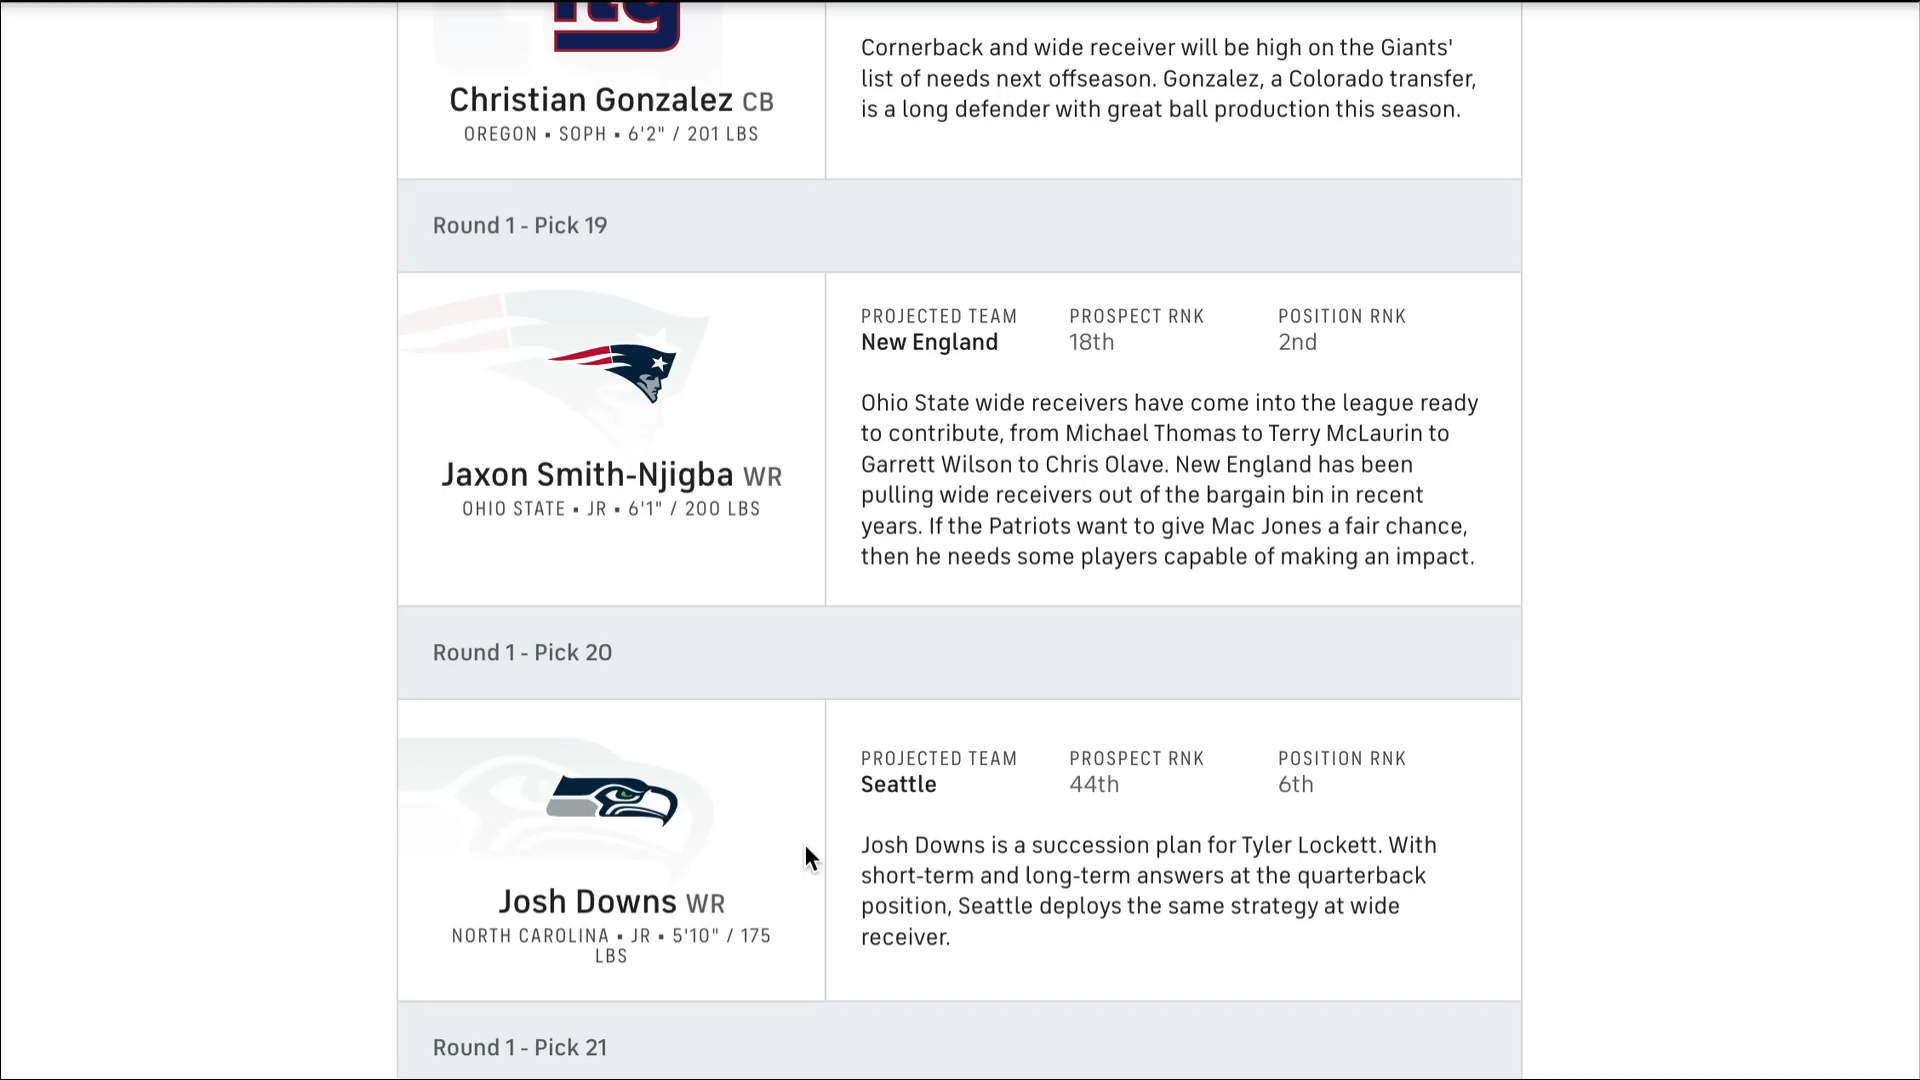 Cornerback and wide receiver will be high on the Giants'
list of needs next offseason. Gonzalez, a Colorado transfer,
is a long defender with great ball production this season.
Christian Gonzalez CB
OREGON ▪ SOPH ▪ 6'2" / 201 LBS
Round 1 - Pick 19
PROJECTED TEAM PROSPECT RNK POSITION RNK
New England 18th 2nd
Ohio State wide receivers have come into the league ready
to contribute, from Michael Thomas to Terry McLaurin to
Garrett Wilson to Chris Olave. New England has been
pulling wide receivers out of the bargain bin in recent
years. If the Patriots want to give Mac Jones a fair chance,
then he needs some players capable of making an impact.
Jaxon Smith-Njigba WR
OHIO STATE ▪ JR ▪ 6'1" / 200 LBS
Round 1 - Pick 20
PROJECTED TEAM PROSPECT RNK POSITION RNK
Seattle 44th 6th
Josh Downs is a succession plan for Tyler Lockett. With
short-term and long-term answers at the quarterback
position, Seattle deploys the same strategy at wide
receiver.
Josh Downs WR
NORTH CAROLINA ▪ JR ▪ 5'10" / 175
LBS
Round 1 - Pick 21